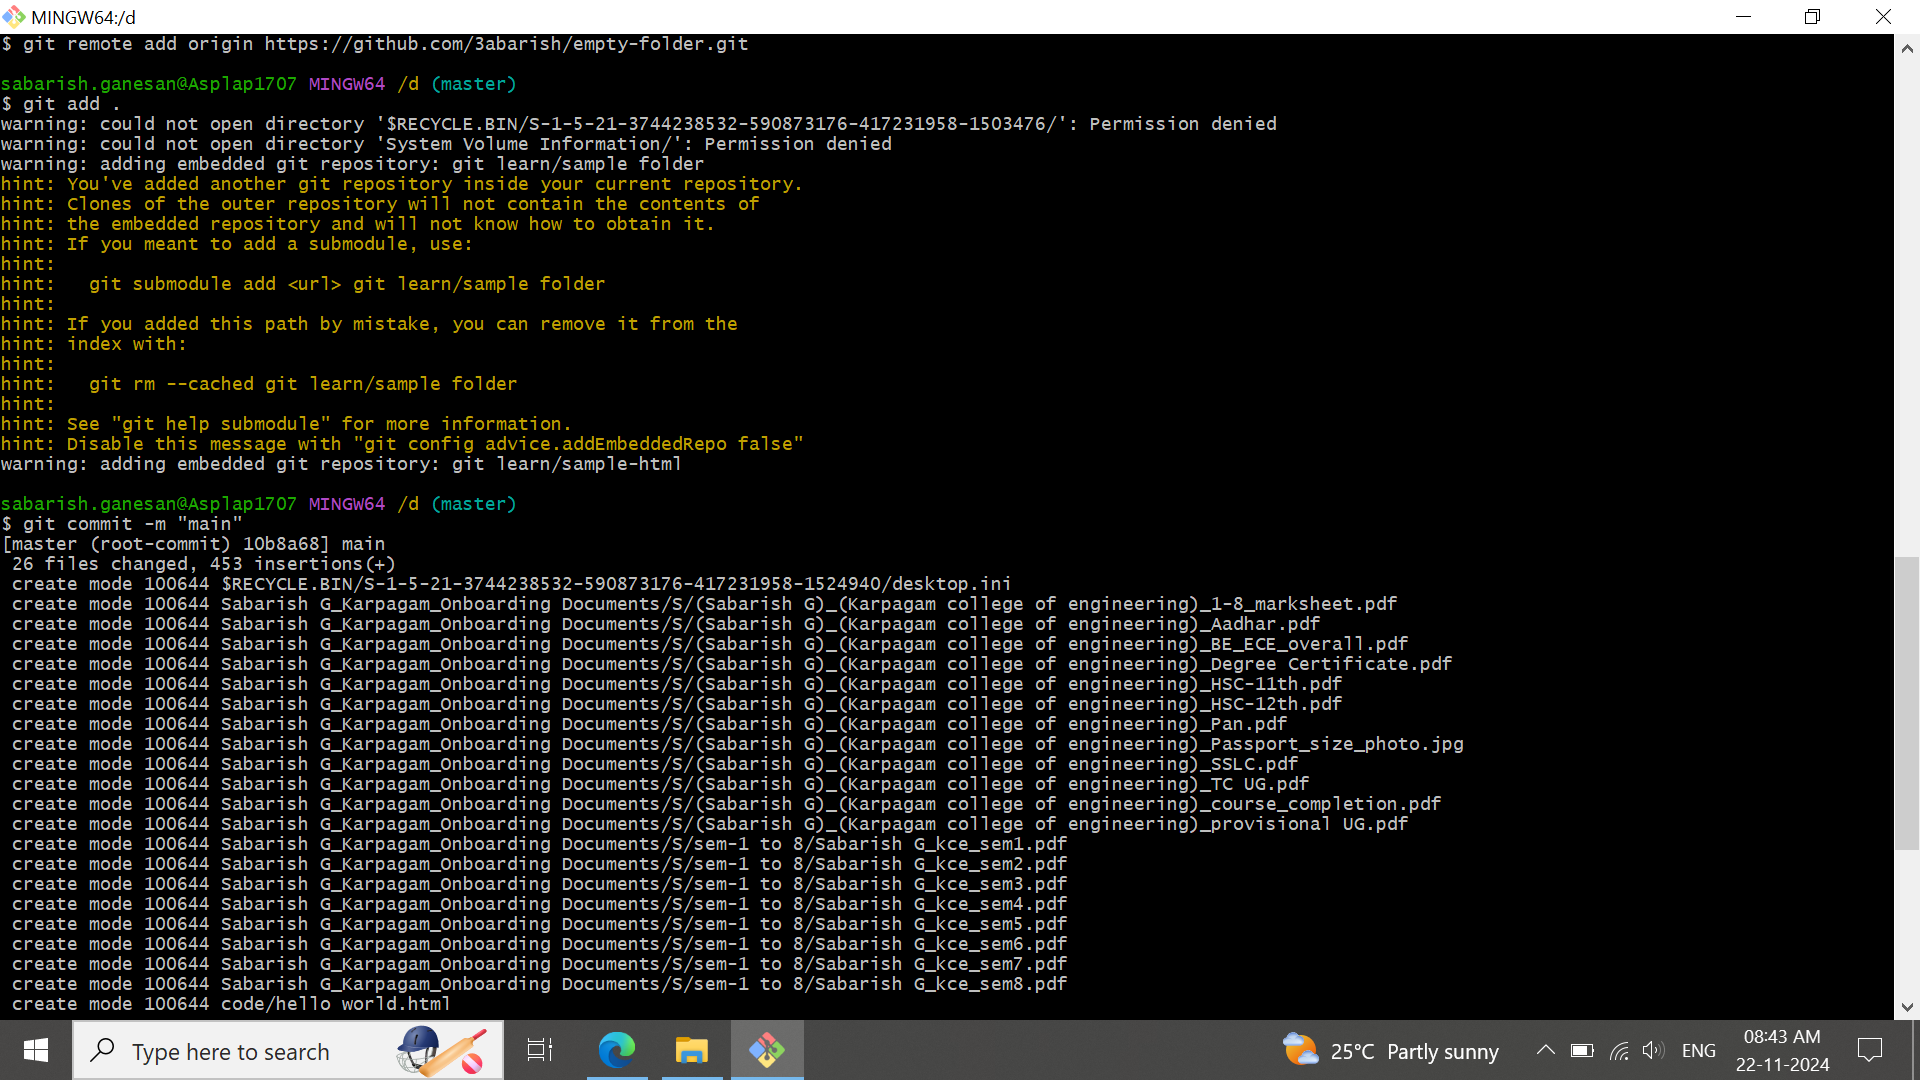 MINGW64:/d
$ git remote add origin https://github.com/3abarish/empty-folder.git
sabarish.ganesan@Asplap1707 MINGW64 /d (master)
$ git add .
warning: could not open directory '$RECYCLE.BIN/S-1-5-21-3744238532-590873176-417231958-1503476/': Permission denied
warning: could not open directory 'System Volume Information/': Permission denied
warning: adding embedded git repository: git learn/sample folder
hint: You've added another git repository inside your current repository.
hint: Clones of the outer repository will not contain the contents of
hint: the embedded repository and will not know how to obtain it.
hint: If you meant to add a submodule, use:
hint:
hint:   git submodule add <url> git learn/sample folder
hint:
hint: If you added this path by mistake, you can remove it from the
hint: index with:
hint:
hint:   git rm --cached git learn/sample folder
hint:
hint: See "git help submodule" for more information.
hint: Disable this message with "git config advice.addEmbeddedRepo false"
warning: adding embedded git repository: git learn/sample-html
sabarish.ganesan@Asplap1707 MINGW64 /d (master)
$ git commit -m "main"
[master (root-commit) 10b8a68] main
 26 files changed, 453 insertions(+)
 create mode 100644 $RECYCLE.BIN/S-1-5-21-3744238532-590873176-417231958-1524940/desktop.ini
 create mode 100644 Sabarish G_Karpagam_Onboarding Documents/S/(Sabarish G)_(Karpagam college of engineering)_1-8_marksheet.pdf
 create mode 100644 Sabarish G_Karpagam_Onboarding Documents/S/(Sabarish G)_(Karpagam college of engineering)_Aadhar.pdf
 create mode 100644 Sabarish G_Karpagam_Onboarding Documents/S/(Sabarish G)_(Karpagam college of engineering)_BE_ECE_overall.pdf
 create mode 100644 Sabarish G_Karpagam_Onboarding Documents/S/(Sabarish G)_(Karpagam college of engineering)_Degree Certificate.pdf
 create mode 100644 Sabarish G_Karpagam_Onboarding Documents/S/(Sabarish G)_(Karpagam college of engineering)_HSC-11th.pdf
 create mode 100644 Sabarish G_Karpagam_Onboarding Documents/S/(Sabarish G)_(Karpagam college of engineering)_HSC-12th.pdf
 create mode 100644 Sabarish G_Karpagam_Onboarding Documents/S/(Sabarish G)_(Karpagam college of engineering)_Pan.pdf
 create mode 100644 Sabarish G_Karpagam_Onboarding Documents/S/(Sabarish G)_(Karpagam college of engineering)_Passport_size_photo.jpg
 create mode 100644 Sabarish G_Karpagam_Onboarding Documents/S/(Sabarish G)_(Karpagam college of engineering)_SSLC.pdf
 create mode 100644 Sabarish G_Karpagam_Onboarding Documents/S/(Sabarish G)_(Karpagam college of engineering)_TC UG.pdf
 create mode 100644 Sabarish G_Karpagam_Onboarding Documents/S/(Sabarish G)_(Karpagam college of engineering)_course_completion.pdf
 create mode 100644 Sabarish G_Karpagam_Onboarding Documents/S/(Sabarish G)_(Karpagam college of engineering)_provisional UG.pdf
 create mode 100644 Sabarish G_Karpagam_Onboarding Documents/S/sem-1 to 8/Sabarish G_kce_sem1.pdf
 create mode 100644 Sabarish G_Karpagam_Onboarding Documents/S/sem-1 to 8/Sabarish G_kce_sem2.pdf
 create mode 100644 Sabarish G_Karpagam_Onboarding Documents/S/sem-1 to 8/Sabarish G_kce_sem3.pdf
 create mode 100644 Sabarish G_Karpagam_Onboarding Documents/S/sem-1 to 8/Sabarish G_kce_sem4.pdf
 create mode 100644 Sabarish G_Karpagam_Onboarding Documents/S/sem-1 to 8/Sabarish G_kce_sem5.pdf
 create mode 100644 Sabarish G_Karpagam_Onboarding Documents/S/sem-1 to 8/Sabarish G_kce_sem6.pdf
 create mode 100644 Sabarish G_Karpagam_Onboarding Documents/S/sem-1 to 8/Sabarish G_kce_sem7.pdf
 create mode 100644 Sabarish G_Karpagam_Onboarding Documents/S/sem-1 to 8/Sabarish G_kce_sem8.pdf
 create mode 100644 code/hello world.html
Type here to search
25°C Partly sunny
ENG
08:43 AM
22-11-2024